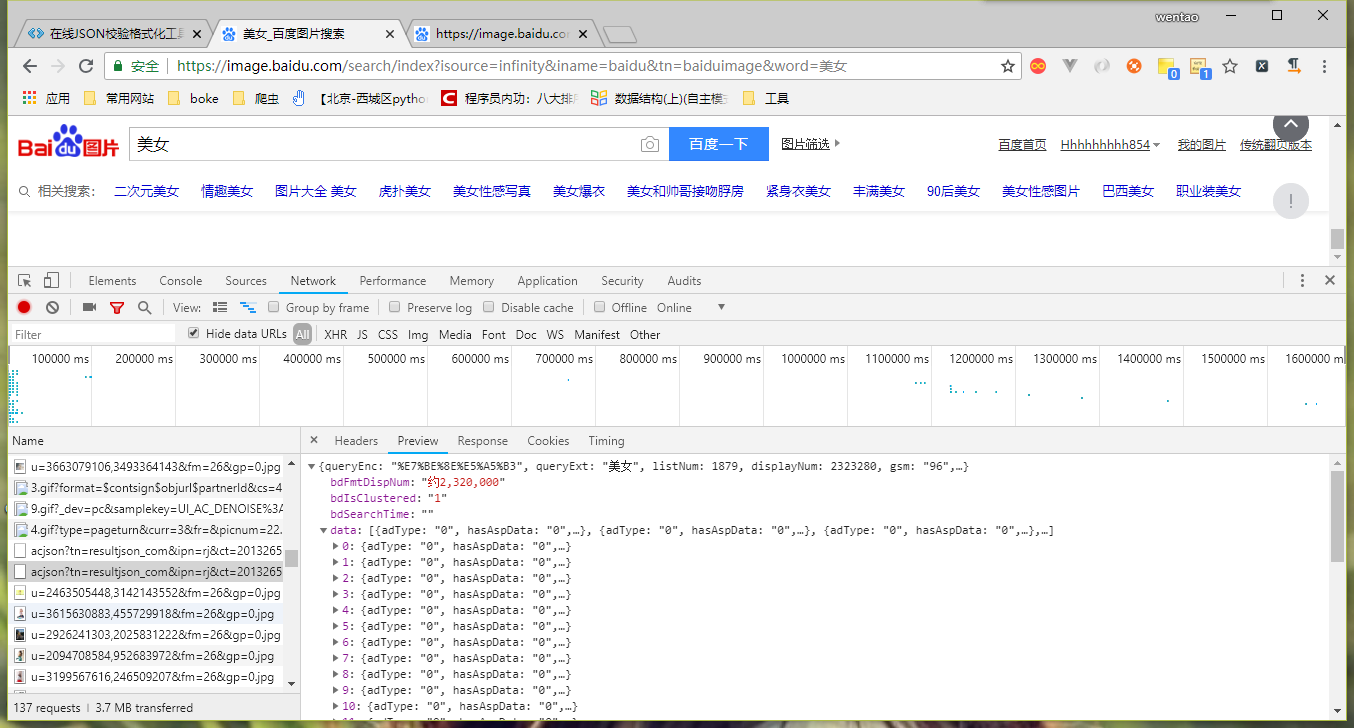 wentao
在线JSON校验格式化工具
美女_百度图片搜索
https://image.baidu.co
安全 https://image.baidu.com/search/index?isource=infinity&iname=baidu&tn=baiduimage&word=美女
0 1
应用 常用网站 boke 爬虫 【北京-西城区pytho 程序员内功：八大排 数据结构(上)(自主模 工具
Bai du 图片 美女 百度一下 图片筛选 百度首页 Hhhhhhhhh854 我的图片 传统翻页版本
相关搜索： 二次元美女 情趣美女 图片大全 美女 虎扑美女 美女性感写真 美女爆衣 美女和帅哥接吻脬房 紧身衣美女 丰满美女 90后美女 美女性感图片 巴西美女 职业装美女
Elements Console Sources Network Performance Memory Application Security Audits
View: Group by frame Preserve log Disable cache Offline Online
Filter Hide data URLs All XHR JS CSS Img Media Font Doc WS Manifest Other
100000 ms 200000 ms 300000 ms 400000 ms 500000 ms 600000 ms 700000 ms 800000 ms 900000 ms 1000000 ms 1100000 ms 1200000 ms 1300000 ms 1400000 ms 1500000 ms 1600000 m
Name
u=3663079106,3493364143&fm=26&gp=0.jpg
3.gif?format=$contsign$objurl$partnerId&cs=4
9.gif?_dev=pc&samplekey=UI_AC_DENOISE%3A
4.gif?type=pageturn&curr=3&fr=&picnum=22.
acjson?tn=resultjson_com&ipn=rj&ct=2013265
acjson?tn=resultjson_com&ipn=rj&ct=2013265
u=2463505448,3142143552&fm=26&gp=0.jpg
u=3615630883,455729918&fm=26&gp=0.jpg
u=2926241303,2025831222&fm=26&gp=0.jpg
u=2094708584,952683972&fm=26&gp=0.jpg
u=3199567616,246509207&fm=26&gp=0.jpg
137 requests | 3.7 MB transferred
Headers Preview Response Cookies Timing
{queryEnc: "%E7%BE%8E%E5%A5%B3", queryExt: "美女", listNum: 1879, displayNum: 2323280, gsm: "96",…}
bdFmtDispNum: "约2,320,000"
bdIsClustered: "1"
bdSearchTime: ""
data: [{adType: "0", hasAspData: "0",…}, {adType: "0", hasAspData: "0",…}, {adType: "0", hasAspData: "0",…},…]
0: {adType: "0", hasAspData: "0",…}
1: {adType: "0", hasAspData: "0",…}
2: {adType: "0", hasAspData: "0",…}
3: {adType: "0", hasAspData: "0",…}
4: {adType: "0", hasAspData: "0",…}
5: {adType: "0", hasAspData: "0",…}
6: {adType: "0", hasAspData: "0",…}
7: {adType: "0", hasAspData: "0",…}
8: {adType: "0", hasAspData: "0",…}
9: {adType: "0", hasAspData: "0",…}
10: {adType: "0", hasAspData: "0",…}